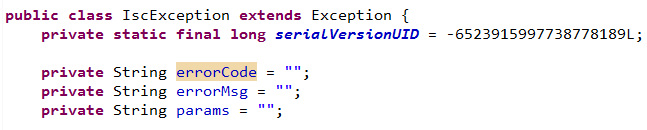 public class IscException extends Exception {
private static final long serialVersionUID = -6523915997738778189L;
private String errorCode = "";
private String errorMsg = "";
private String params = "";